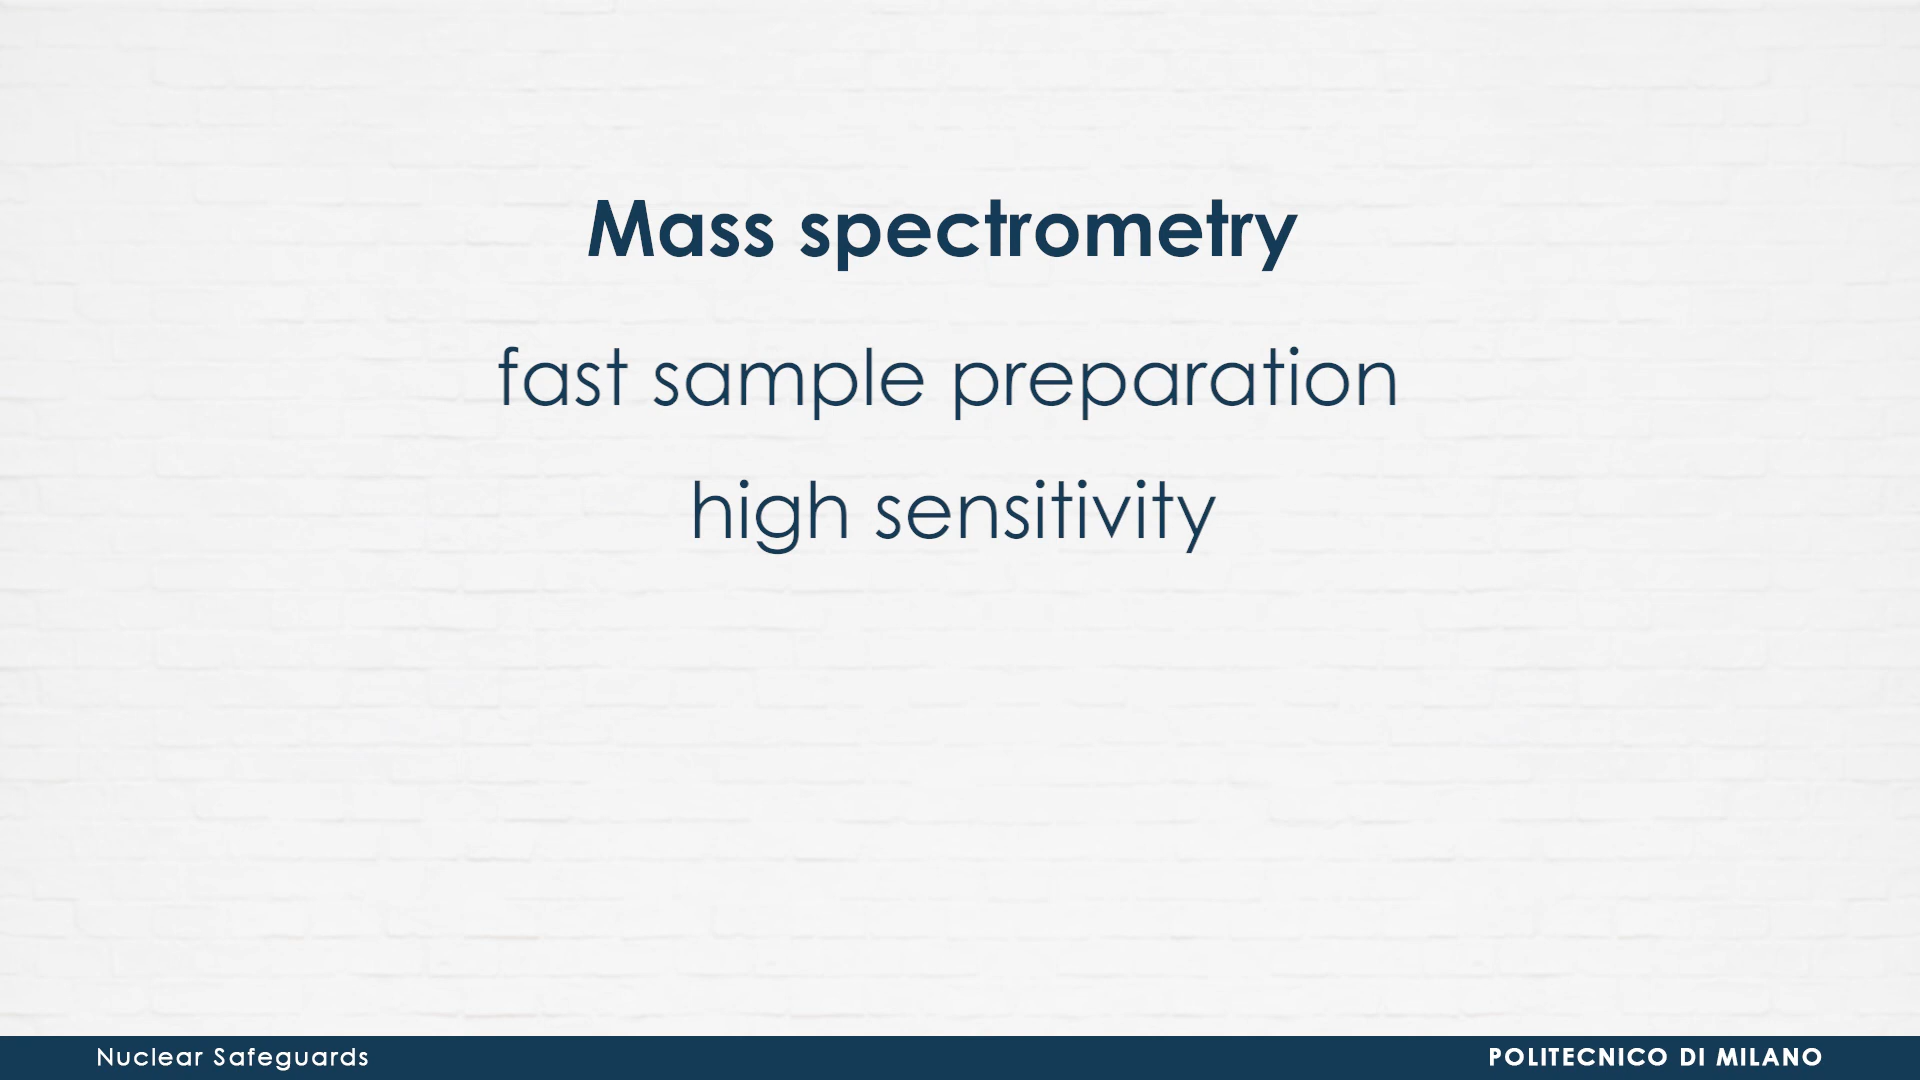 Mass spectrometry
fast sample preparation
high sensitivity
Nuclear Safeguards
POLITECNICO DI MILANO